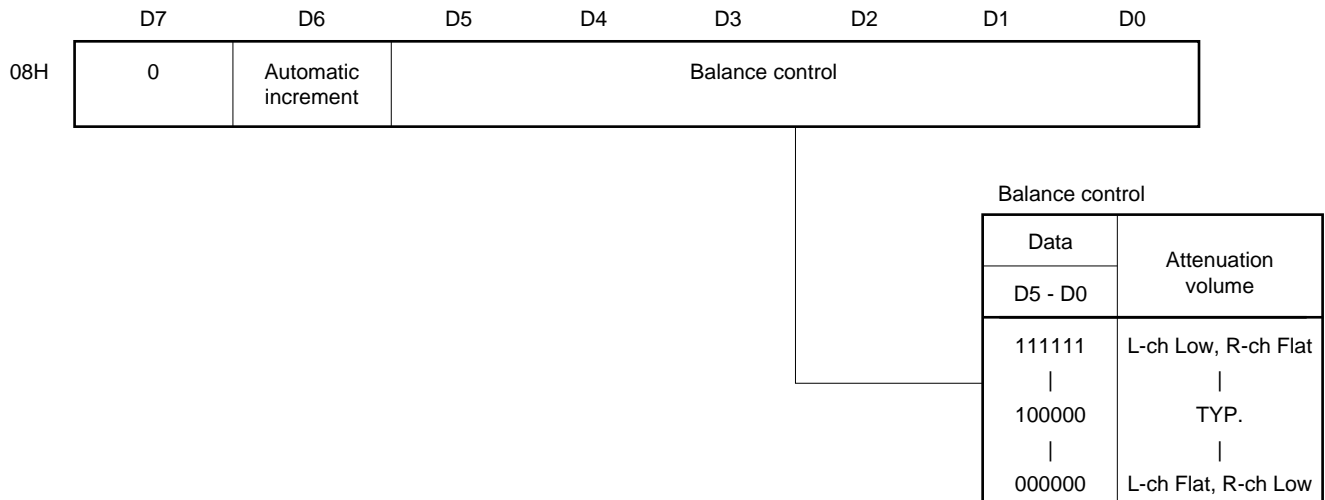 D7 D6 D5 D4 D3 D2 D1 D0
08H 0 Automatic increment Balance control
Balance control
Data Attenuation volume
D5 - D0
111111 L-ch Low, R-ch Flat
| |
100000 TYP.
| |
000000 L-ch Flat, R-ch Low